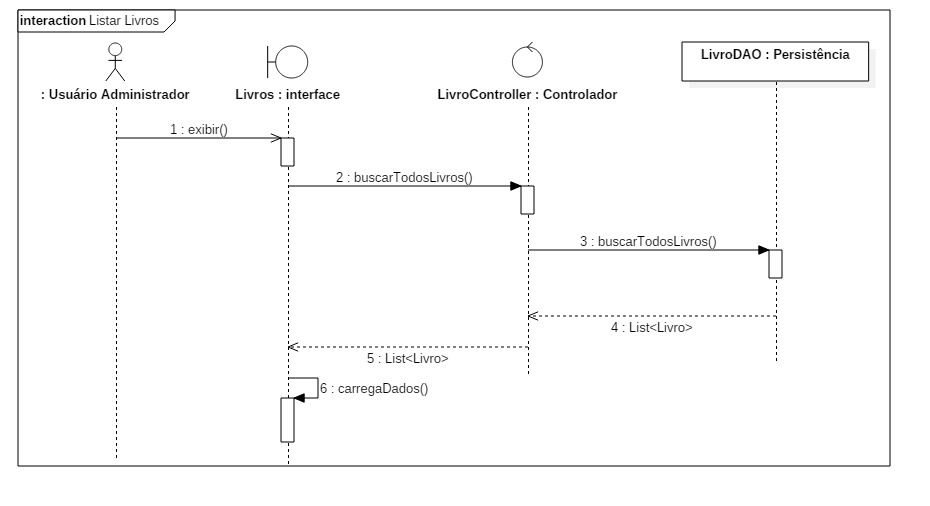 interaction Listar Livros
: Usuário Administrador
Livros : interface
LivroController : Controlador
LivroDAO : Persistência
1 : exibir()
2 : buscarTodosLivros()
3 : buscarTodosLivros()
4 : List<Livro>
5 : List<Livro>
6 : carregaDados()